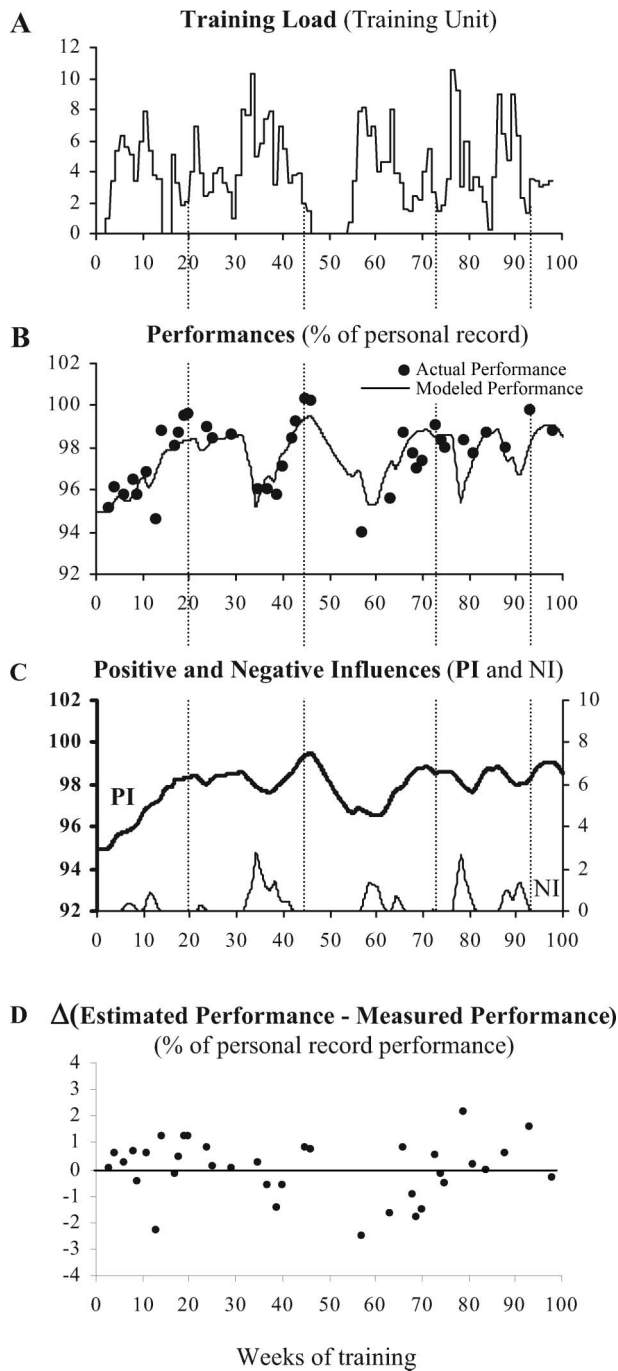 A Training Load (Training Unit)
12
10
8
6
4
2
0
0 10 20 30 40 50 60 70 80 90 100
B Performances (% of personal record)
102
100
98
96
94
92
Actual Performance
Modeled Performance
0 10 20 30 40 50 60 70 80 90 100
C Positive and Negative Influences (PI and NI)
102
100
98
96
94
92
10
8
6
4
2
0
PI
NI
0 10 20 30 40 50 60 70 80 90 100
D Δ(Estimated Performance - Measured Performance)
(% of personal record performance)
4
3
2
1
0
-1
-2
-3
-4
0 10 20 30 40 50 60 70 80 90 100
Weeks of training